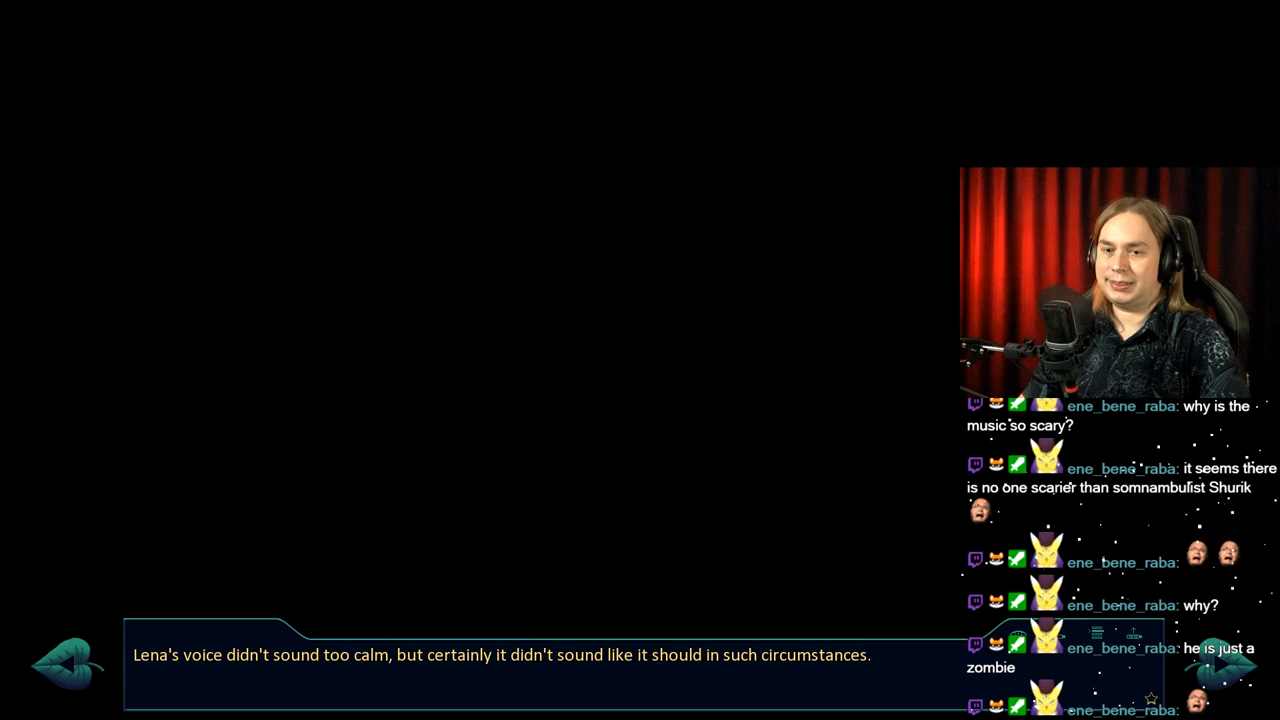 ene_bene_raba: why is the
music so scary?
ene_bene_raba: it seems there
is no one scarier than somnambulist Shurik
ene_bene_raba:
ene_bene_raba: why?
ene_bene_raba: he is just a
zombie
ene_bene_raba:
Lena's voice didn't sound too calm, but certainly it didn't sound like it should in such circumstances.